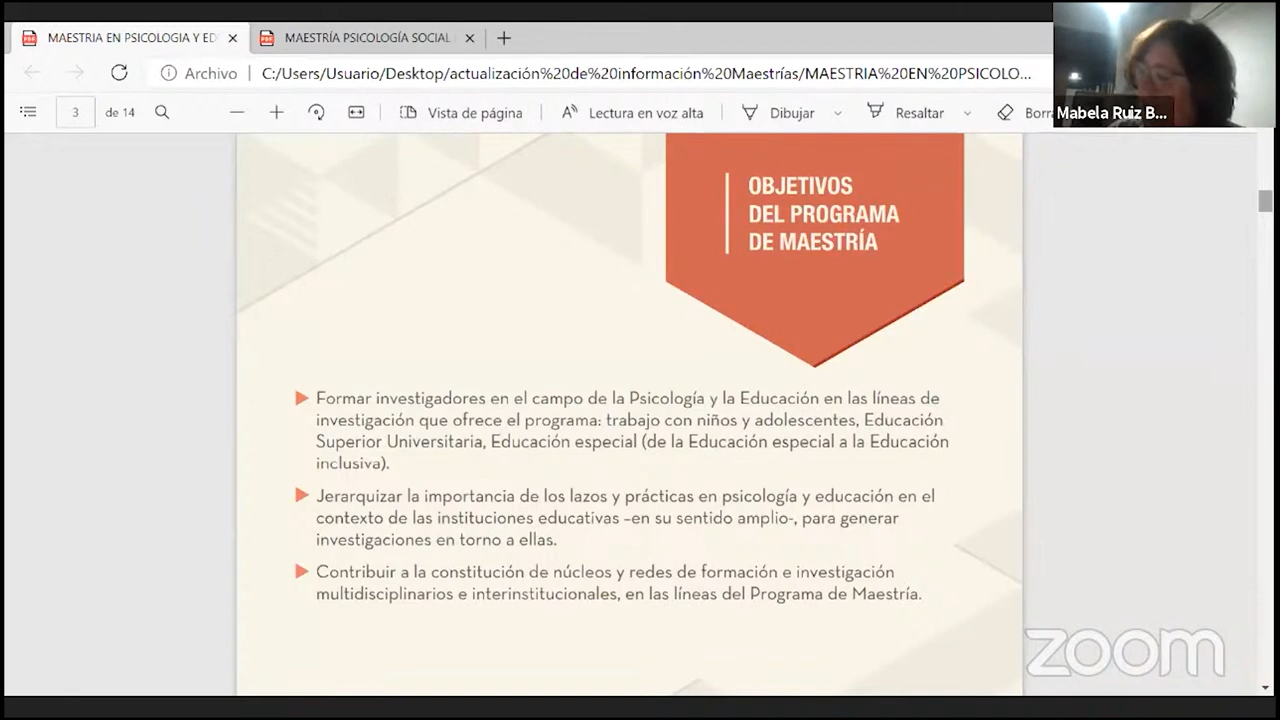 MAESTRIA EN PSICOLOGIA Y ED
MAESTRÍA PSICOLOGÍA SOCIAL
Archivo
C:/Users/Usuario/Desktop/actualización%20de%20información%20Maestrías/MAESTRIA%20EN%20PSICOLO...
3
de 14
Vista de página
Lectura en voz alta
Dibujar
Resaltar
Mabela Ruiz B...
OBJETIVOS
DEL PROGRAMA
DE MAESTRÍA
Formar investigadores en el campo de la Psicología y la Educación en las líneas de
investigación que ofrece el programa: trabajo con niños y adolescentes, Educación
Superior Universitaria, Educación especial (de la Educación especial a la Educación
inclusiva).
Jerarquizar la importancia de los lazos y prácticas en psicología y educación en el
contexto de las instituciones educativas –en su sentido amplio-, para generar
investigaciones en torno a ellas.
Contribuir a la constitución de núcleos y redes de formación e investigación
multidisciplinarios e interinstitucionales, en las líneas del Programa de Maestría.
zoom